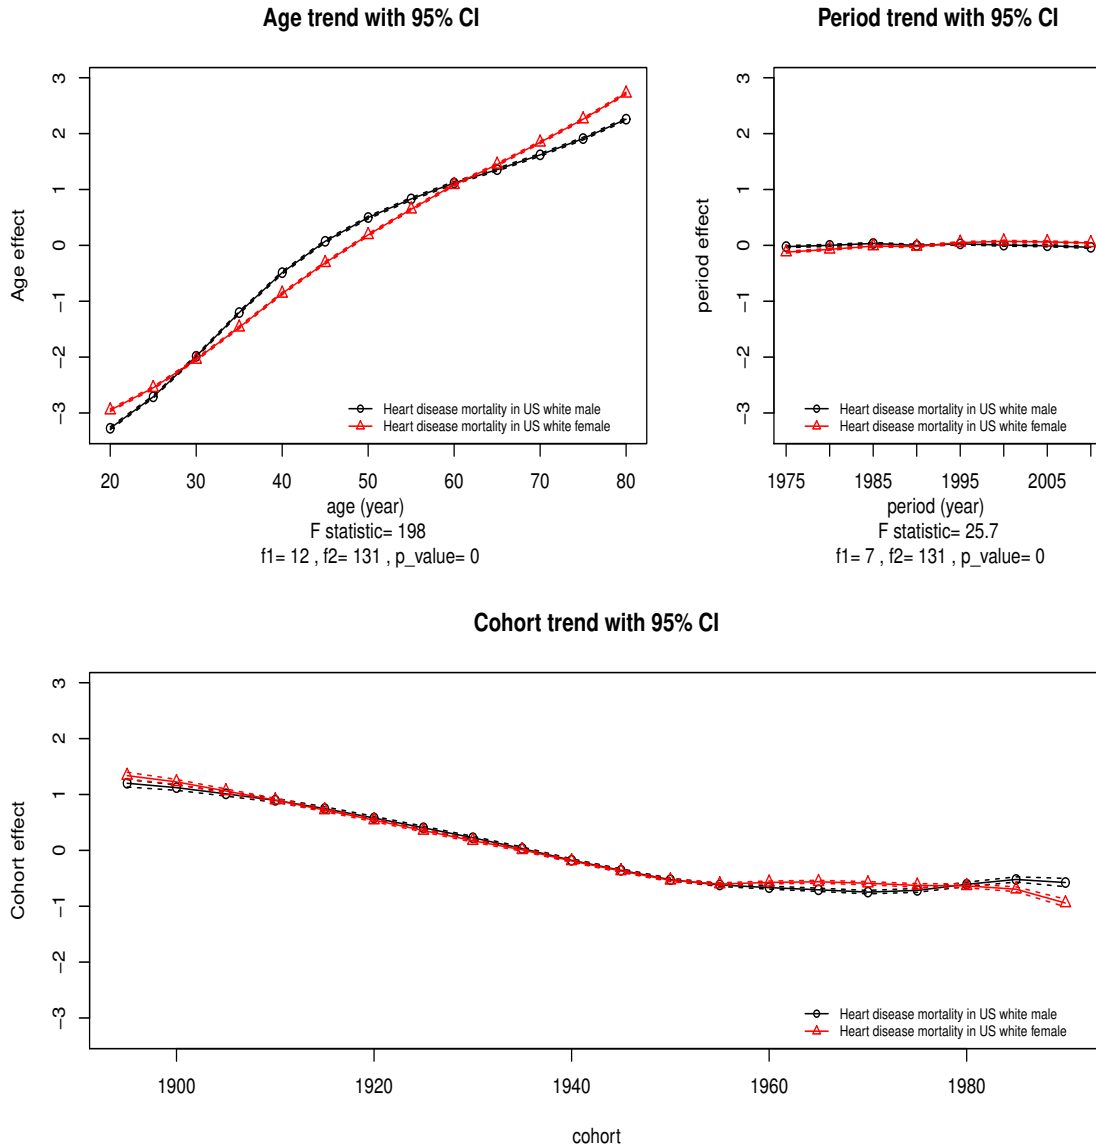 Age trend with 95% CI
Age effect
3
2
1
0
−1
−2
−3
Heart disease mortality in US white male
Heart disease mortality in US white female
20 30 40 50 60 70 80
age (year)
F statistic= 198
f1= 12 , f2= 131 , p_value= 0
Period trend with 95% CI
period effect
3
2
1
0
−1
−2
−3
Heart disease mortality in US white male
Heart disease mortality in US white female
1975 1985 1995 2005
period (year)
F statistic= 25.7
f1= 7 , f2= 131 , p_value= 0
Cohort trend with 95% CI
Cohort effect
3
2
1
0
−1
−2
−3
Heart disease mortality in US white male
Heart disease mortality in US white female
1900 1920 1940 1960 1980
cohort